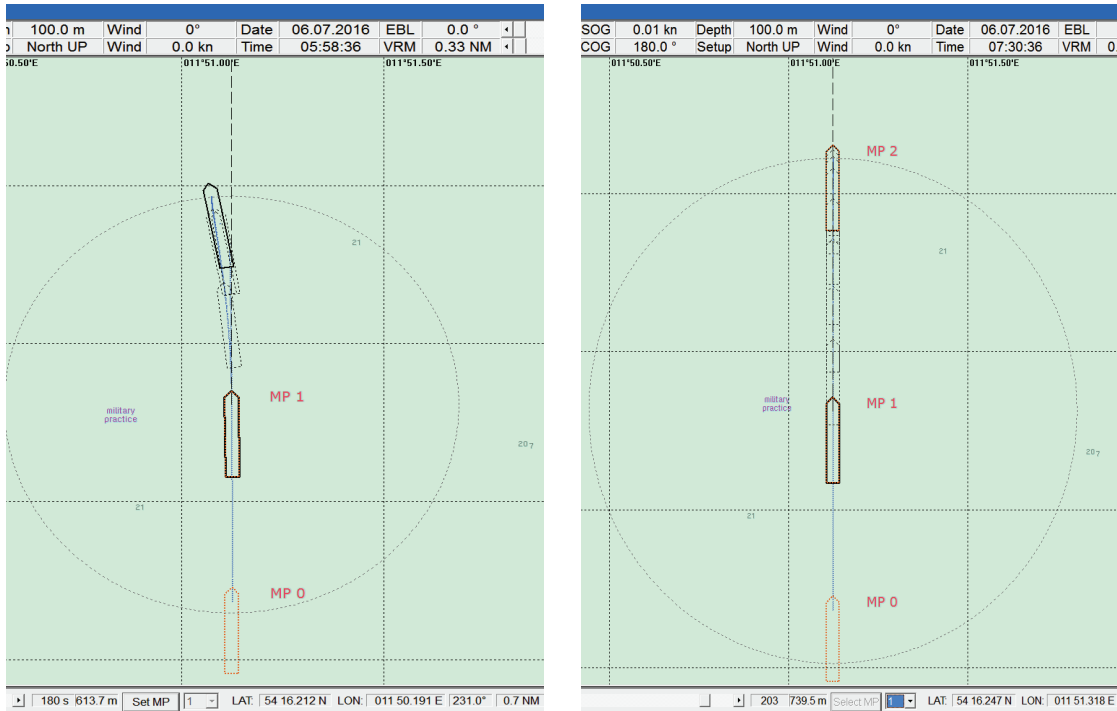 100.0 m Wind 0° Date 06.07.2016 EBL 0.0 °
North UP Wind 0.0 kn Time 05:58:36 VRM 0.33 NM
0.50'E 011°51.00'E 011°51.50'E
MP 1
military
practice
21
20 7
21
MP 0
180 s 613.7 m Set MP 1 LAT: 54 16.212 N LON: 011 50.191 E 231.0° 0.7 NM
SOG 0.01 kn Depth 100.0 m Wind 0° Date 06.07.2016 EBL
COG 180.0 ° Setup North UP Wind 0.0 kn Time 07:30:36 VRM 0.
011°50.50'E 011°51.00'E 011°51.50'E
MP 2
21
military
practice
MP 1
20 7
21
MP 0
203 739.5 m Select MP 1 LAT: 54 16.247 N LON: 011 51.318 E